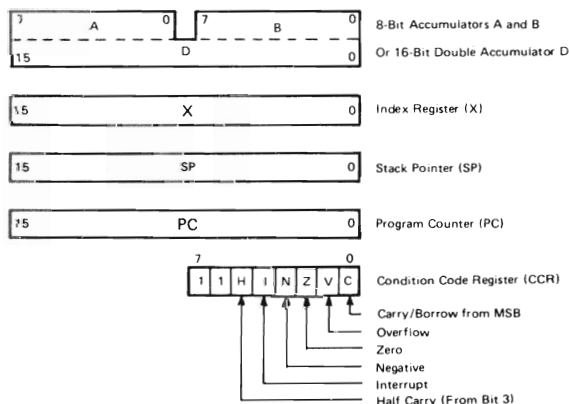 7 A 0 7 B 0 8-Bit Accumulators A and B
15 D 0 Or 16-Bit Double Accumulator D
15 X 0 Index Register (X)
15 SP 0 Stack Pointer (SP)
15 PC 0 Program Counter (PC)
7 0
1 1 H I N Z V C Condition Code Register (CCR)
Carry/Borrow from MSB
Overflow
Zero
Negative
Interrupt
Half Carry (From Bit 3)